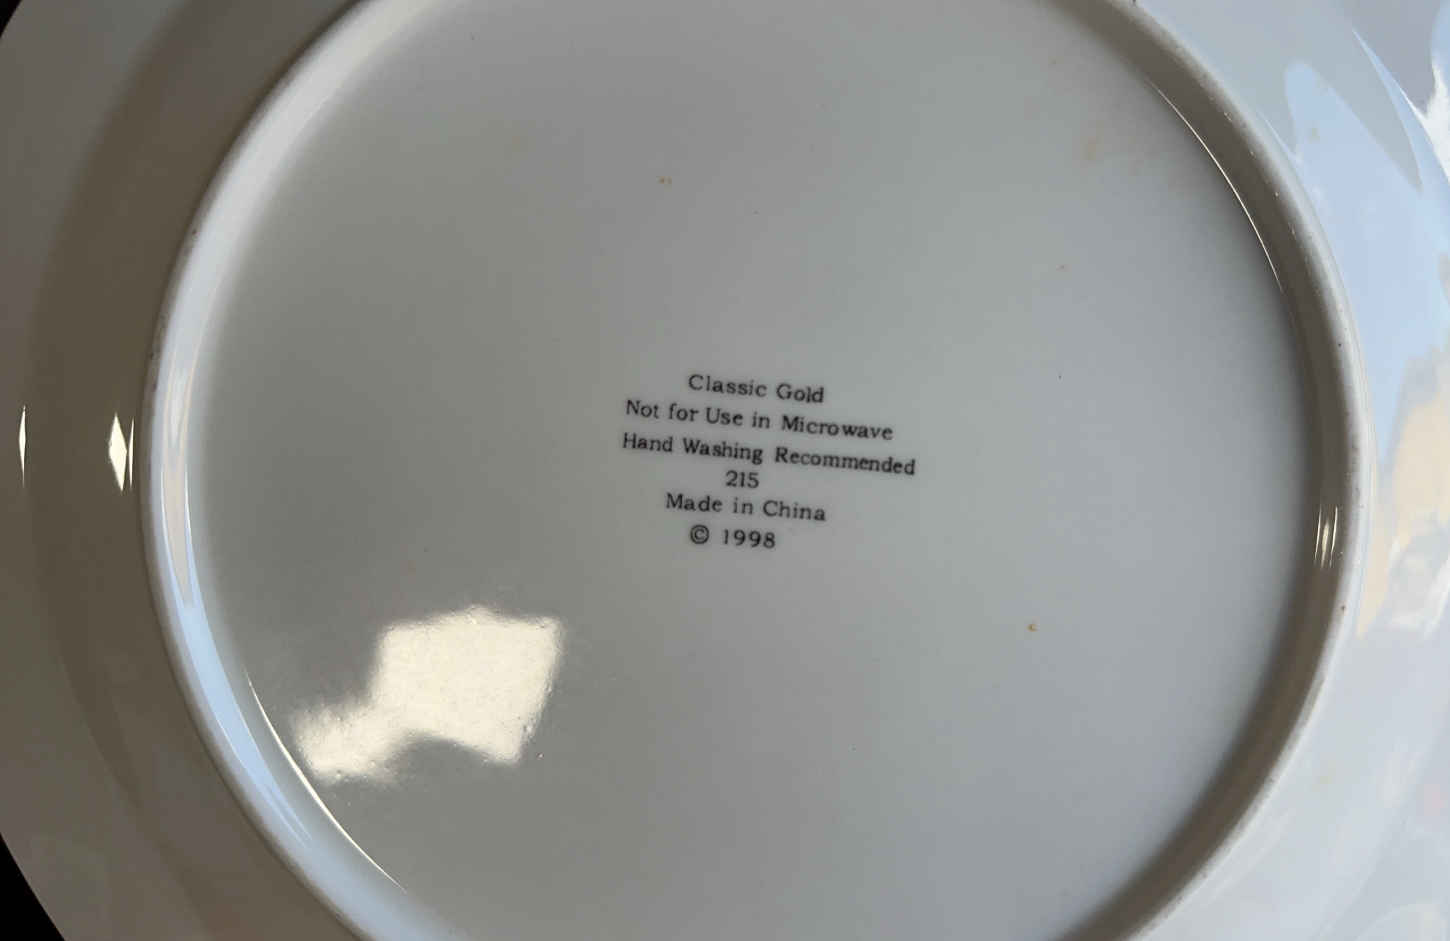 Classic Gold
Not for Use in Microwave
Hand Washing Recommended
215
Made in China
© 1998